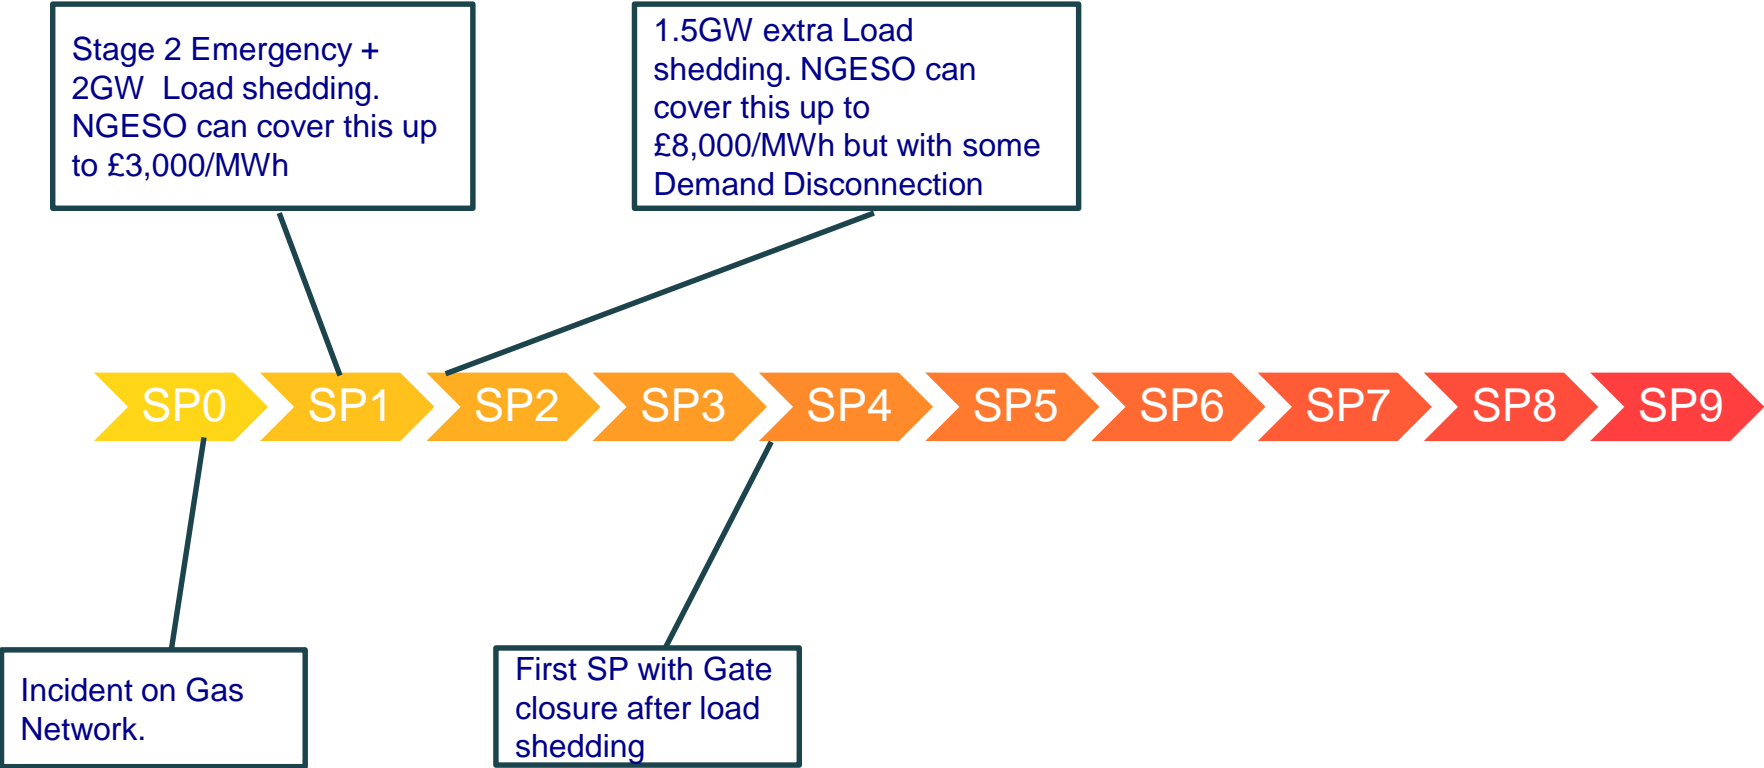 Stage 2 Emergency +
2GW  Load shedding.
NGESO can cover this up
to £3,000/MWh
1.5GW extra Load
shedding. NGESO can
cover this up to
£8,000/MWh but with some
Demand Disconnection
SP0 SP1 SP2 SP3 SP4 SP5 SP6 SP7 SP8 SP9
Incident on Gas
Network.
First SP with Gate
closure after load
shedding